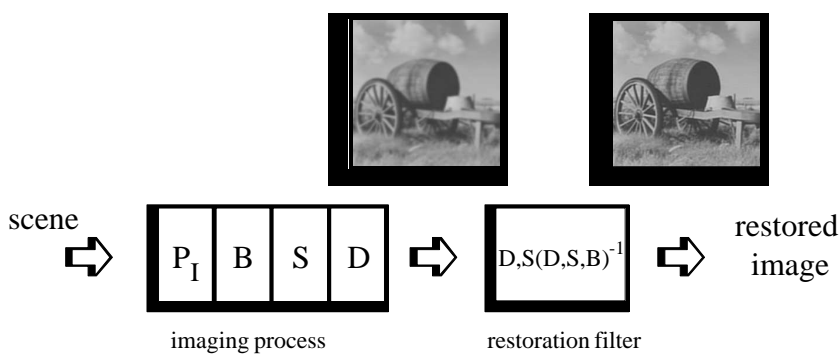 scene
P_I B S D
D,S(D,S,B)^-1
restored
image
imaging process
restoration filter